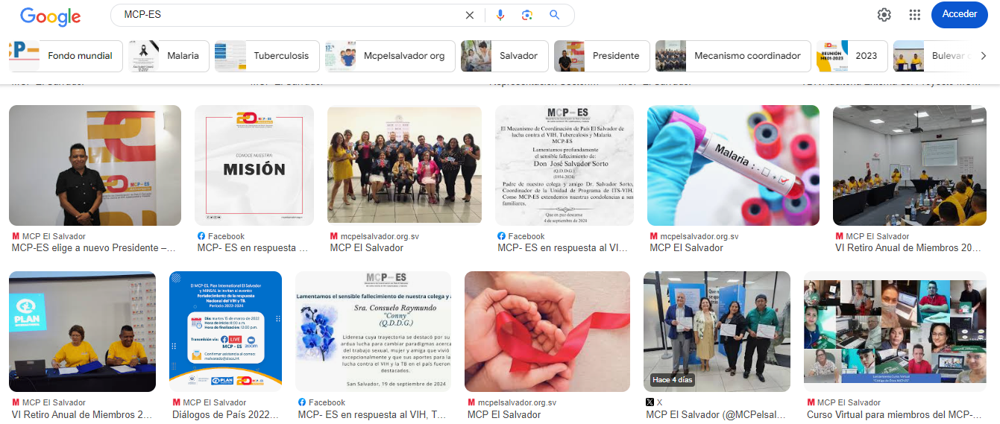 Google
MCP-ES
Acceder
Fondo mundial
Malaria
Tuberculosis
Mcpelsalvador org
Salvador
Presidente
Mecanismo coordinador
2023
Bulevar
REUNIÓN
ME01-2023
MCP-ES
CONOCE NUESTRA:
MISIÓN
MCP- ES
El Mecanismo de Coordinación de País El Salvador de
lucha contra el VIH, Tuberculosis y Malaria
MCP-ES
Lamentamos profundamente
el sensible fallecimiento de:
Don José Salvador Sorto
(Q.D.D.G.)
(1934-2024)
Padre de nuestro colega y amigo Dr. Salvador Sorto,
Coordinador de la Unidad de Programa de ITS-VIH.
Como MCP-ES extendemos nuestras condolencias a sus
familiares.
Que en paz descanse
4 de septiembre de 2024
Malaria :
- +
MCP El Salvador
MCP-ES elige a nuevo Presidente –...
Facebook
MCP- ES en respuesta ...
mcpelsalvador.org.sv
MCP El Salvador
Facebook
MCP- ES en respuesta al VI...
mcpelsalvador.org.sv
MCP El Salvador
MCP El Salvador
VI Retiro Anual de Miembros 20...
PLAN
El MCP-ES, Plan International El Salvador
y MINSAL le invitan al evento:
Fortalecimiento de la respuesta
Nacional del VIH y TB.
Periodo 2022-2024
Día: martes 15 de marzo de 2022
Hora de inicio: 8:00 a.m.
Hora de finalización: 12:00 p.m.
Transmisión vía:
LIVE
MCP - ES
zoom
Confirmar asistencia al correo:
PLAN
MCP- ES
Lamentamos el sensible fallecimiento de nuestra colega y
Sra. Consuelo Raymundo
"Conny"
(Q.D.D.G.)
Lideresa cuya trayectoria se destacó por su
ardua lucha para cambiar paradigmas acerca
del trabajo sexual, mujer y amiga que vivió
excepcionalmente y que sus aportes para la
lucha contra el VIH y la TB en el país fueron
destacados.
San Salvador, 19 de septiembre de 2024
Hace 4 días
MCP El Salvador
VI Retiro Anual de Miembros 2...
MCP El Salvador
Diálogos de País 2022...
Facebook
MCP- ES en respuesta al VIH, T...
mcpelsalvador.org.sv
MCP El Salvador
X
MCP El Salvador (@MCPelsal...
MCP El Salvador
Curso Virtual para miembros del MCP-...